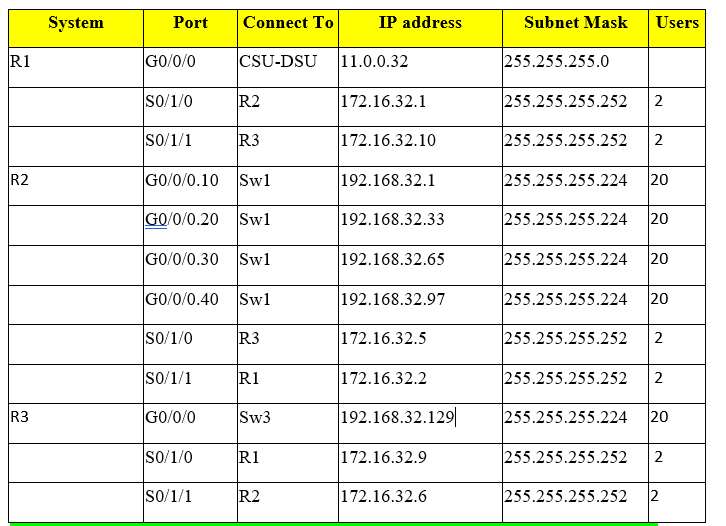 System Port Connect To IP address Subnet Mask Users
R1 G0/0/0 CSU-DSU 11.0.0.32 255.255.255.0
S0/1/0 R2 172.16.32.1 255.255.255.252 2
S0/1/1 R3 172.16.32.10 255.255.255.252 2
R2 G0/0/0.10 Sw1 192.168.32.1 255.255.255.224 20
G0/0/0.20 Sw1 192.168.32.33 255.255.255.224 20
G0/0/0.30 Sw1 192.168.32.65 255.255.255.224 20
G0/0/0.40 Sw1 192.168.32.97 255.255.255.224 20
S0/1/0 R3 172.16.32.5 255.255.255.252 2
S0/1/1 R1 172.16.32.2 255.255.255.252 2
R3 G0/0/0 Sw3 192.168.32.129 255.255.255.224 20
S0/1/0 R1 172.16.32.9 255.255.255.252 2
S0/1/1 R2 172.16.32.6 255.255.255.252 2